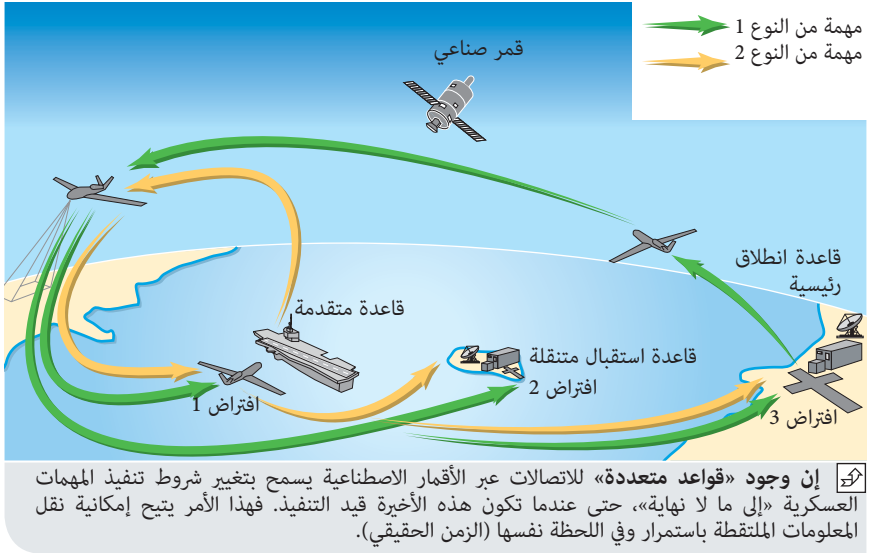 مهمة من النوع 1
مهمة من النوع 2
قمر صناعي
قاعدة انطلاق
رئيسية
قاعدة متقدمة
قاعدة استقبال متنقلة
افتراض 2
افتراض 1
افتراض 3
إن وجود «قواعد متعددة» للاتصالات عبر الأقمار الاصطناعية يسمح بتغيير شروط تنفيذ المهمات
العسكرية «إلى ما لا نهاية»، حتى عندما تكون هذه الأخيرة قيد التنفيذ. فهذا الأمر يتيح إمكانية نقل
المعلومات الملتقطة باستمرار وفي اللحظة نفسها (الزمن الحقيقي).